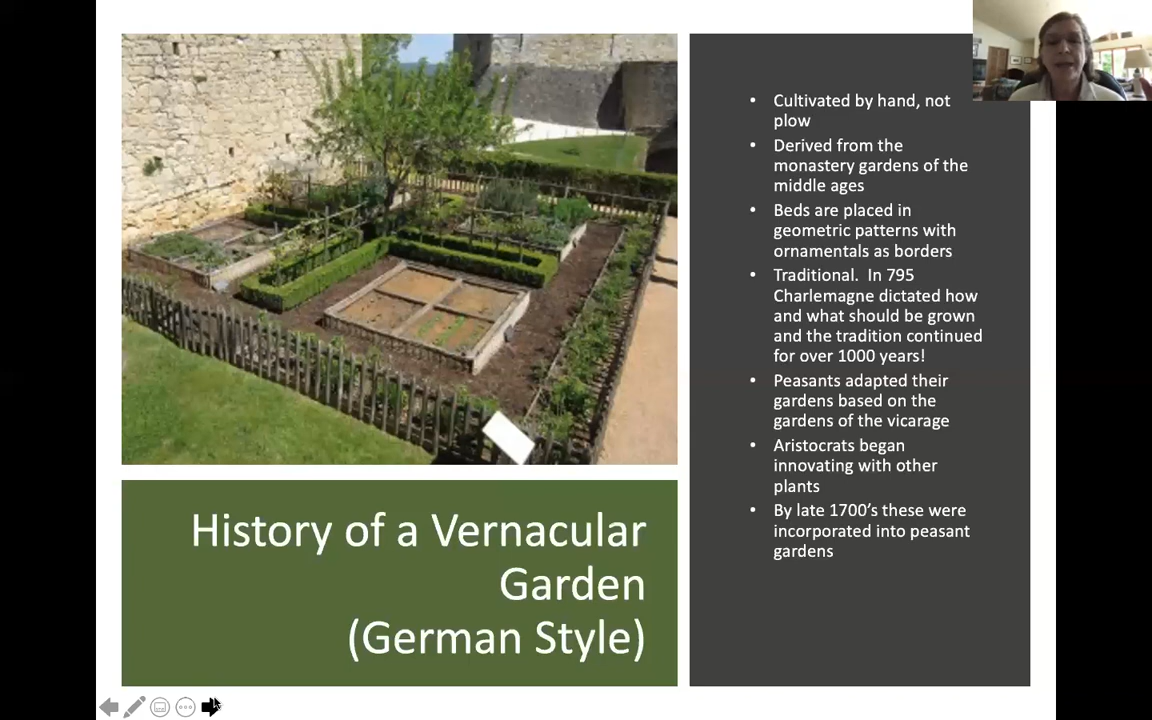 • Cultivated by hand, not
plow
• Derived from the
monastery gardens of the
middle ages
• Beds are placed in
geometric patterns with
ornamentals as borders
• Traditional.  In 795
Charlemagne dictated how
and what should be grown
and the tradition continued
for over 1000 years!
• Peasants adapted their
gardens based on the
gardens of the vicarage
• Aristocrats began
innovating with other
plants
• By late 1700’s these were
incorporated into peasant
gardens
History of a Vernacular
Garden
(German Style)